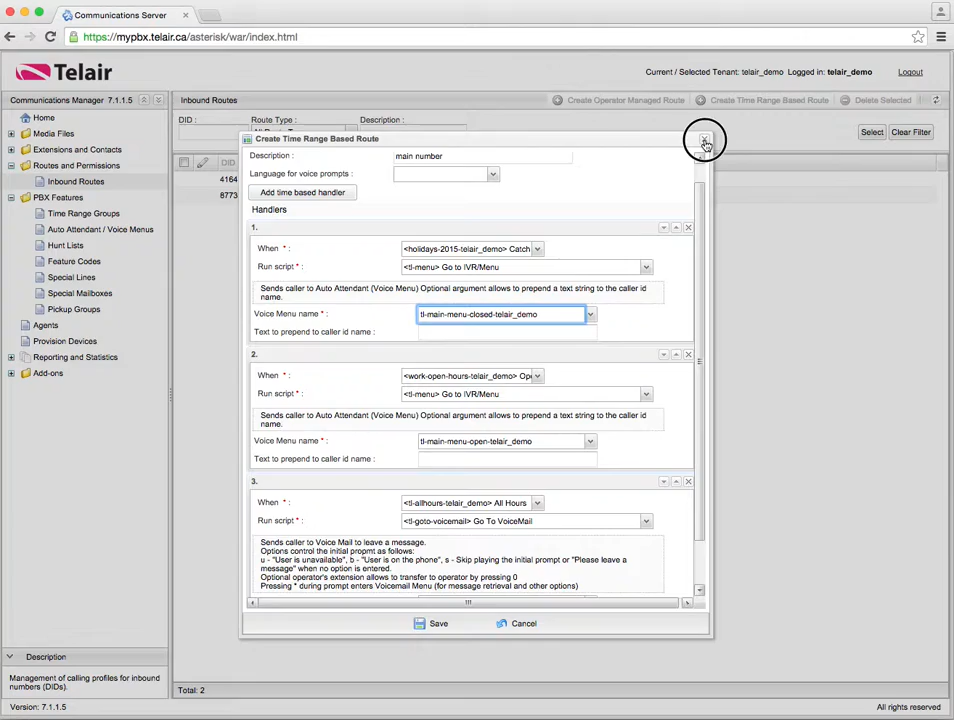 Communications Server
https://mypbx.telair.ca/asterisk/war/index.html
Telair
Current / Selected Tenant: telair_demo Logged in: telair_demo Logout
Communications Manager 7.1.1.5
Home
Media Files
Extensions and Contacts
Routes and Permissions
Inbound Routes
PBX Features
Time Range Groups
Auto Attendant / Voice Menus
Hunt Lists
Feature Codes
Special Lines
Special Mailboxes
Pickup Groups
Agents
Provision Devices
Reporting and Statistics
Add-ons
Description
Management of calling profiles for inbound
numbers (DIDs).
Version: 7.1.1.5
Inbound Routes
Create Operator Managed Route
Create Time Range Based Route
Delete Selected
DID :
Route Type :
Description :
Select
Clear Filter
DID
4164
8773
Create Time Range Based Route
Description :
main number
Language for voice prompts :
Add time based handler
Handlers
1.
When * :
<holidays-2015-telair_demo> Catch
Run script * :
<tl-menu> Go to IVR/Menu
Sends caller to Auto Attendant (Voice Menu) Optional argument allows to prepend a text string to the caller id
name.
Voice Menu name * :
tl-main-menu-closed-telair_demo
Text to prepend to caller id name :
2.
When * :
<work-open-hours-telair_demo> Ope
Run script * :
<tl-menu> Go to IVR/Menu
Sends caller to Auto Attendant (Voice Menu) Optional argument allows to prepend a text string to the caller id
name.
Voice Menu name * :
tl-main-menu-open-telair_demo
Text to prepend to caller id name :
3.
When * :
<tl-allhours-telair_demo> All Hours
Run script * :
<tl-goto-voicemail> Go To VoiceMail
Sends caller to Voice Mail to leave a message.
Options control the initial propmt as follows:
u - "User is unavailable", b - "User is on the phone", s - Skip playing the initial prompt or "Please leave a
message" when no option is entered.
Optional operator's extension allows to transfer to operator by pressing 0
Pressing * during prompt enters Voicemail Menu (for message retrieval and other options)
Save
Cancel
Total: 2
All rights reserved